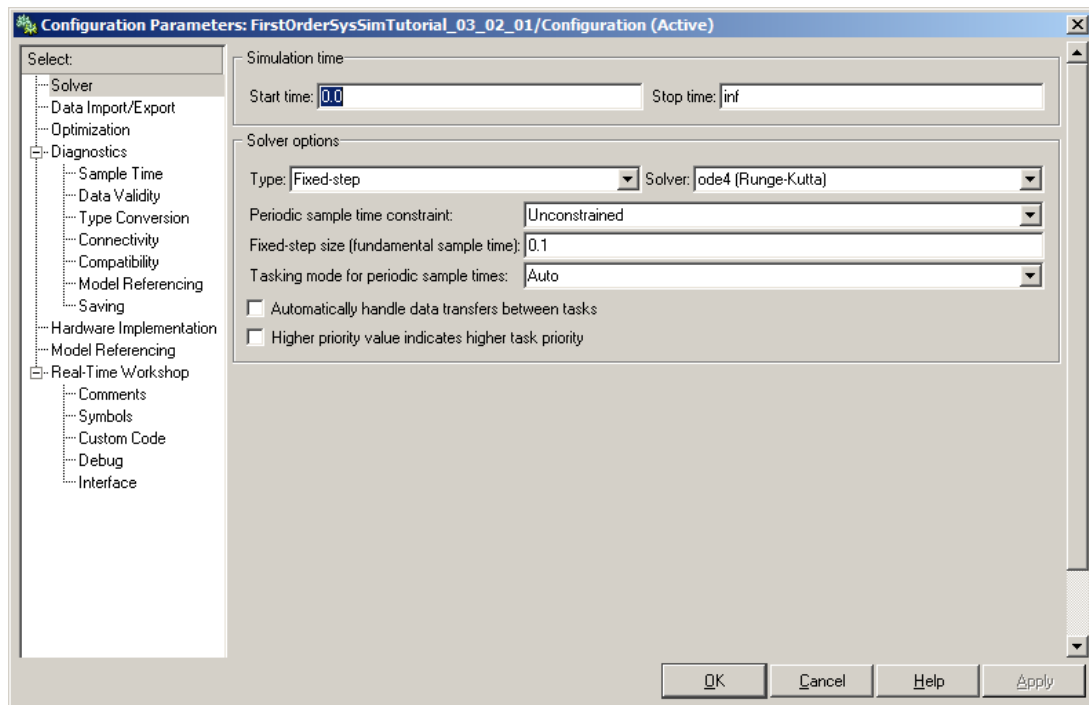 Configuration Parameters: FirstOrderSysSimTutorial_03_02_01/Configuration (Active)
Select:
Solver
Data Import/Export
Optimization
Diagnostics
Sample Time
Data Validity
Type Conversion
Connectivity
Compatibility
Model Referencing
Saving
Hardware Implementation
Model Referencing
Real-Time Workshop
Comments
Symbols
Custom Code
Debug
Interface
Simulation time
Start time: 0.0 Stop time: inf
Solver options
Type: Fixed-step Solver: ode4 (Runge-Kutta)
Periodic sample time constraint: Unconstrained
Fixed-step size (fundamental sample time): 0.1
Tasking mode for periodic sample times: Auto
Automatically handle data transfers between tasks
Higher priority value indicates higher task priority
OK Cancel Help Apply